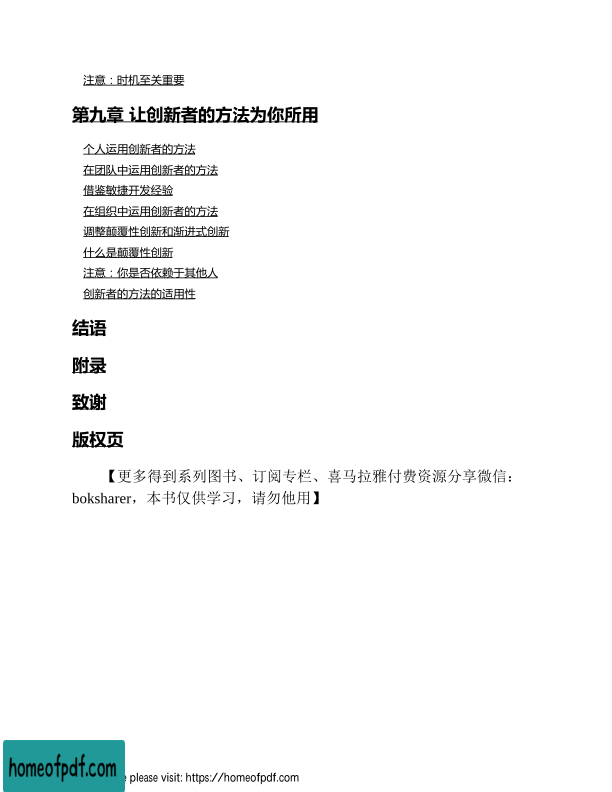 注意：时机至关重要
第九章 让创新者的方法为你所用
个人运用创新者的方法
在团队中运用创新者的方法
借鉴敏捷开发经验
在组织中运用创新者的方法
调整颠覆性创新和渐进式创新
什么是颠覆性创新
注意：你是否依赖于其他人
创新者的方法的适用性
结语
附录
致谢
版权页
【更多得到系列图书、订阅专栏、喜马拉雅付费资源分享微信：
boksharer，本书仅供学习，请勿他用】
homeofpdf.com
e please visit: https://homeofpdf.com